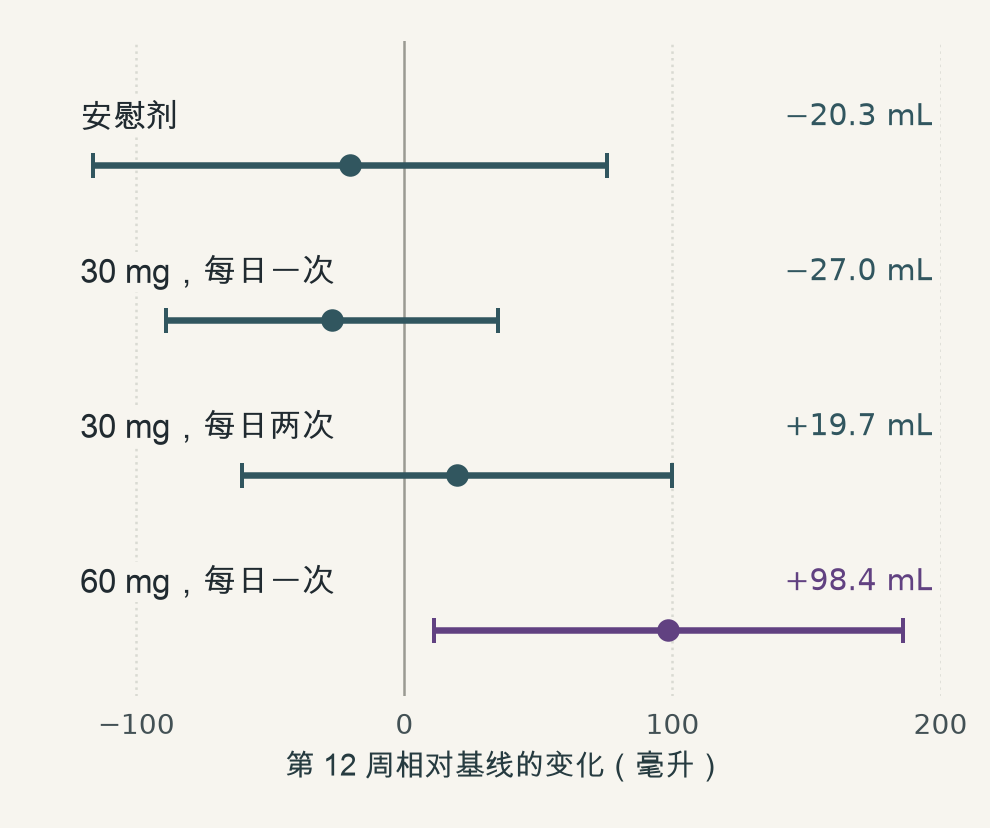 安慰剂 −20.3 mL
30 mg，每日一次 −27.0 mL
30 mg，每日两次 +19.7 mL
60 mg，每日一次 +98.4 mL
−100 0 100 200
第 12 周相对基线的变化（毫升）